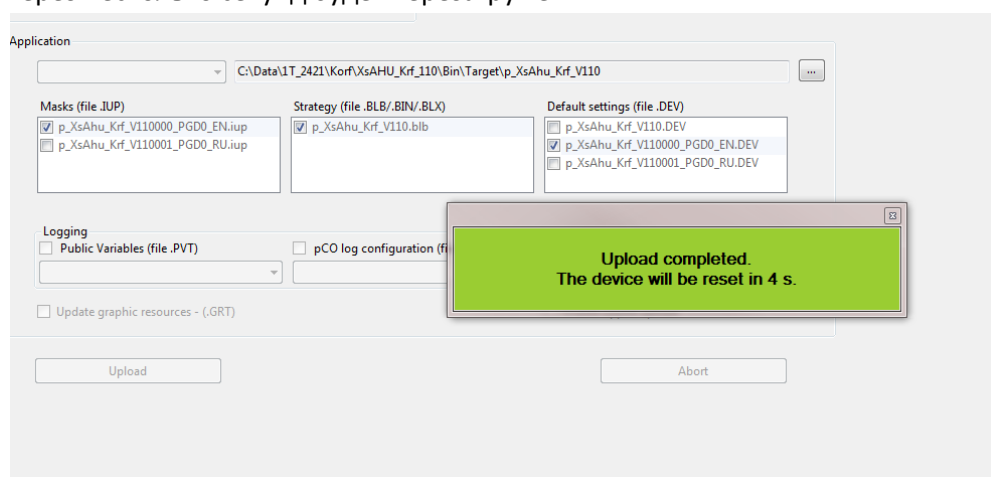 Application
C:\Data\1T_2421\Korf\XsAHU_Krf_110\Bin\Target\p_XsAhu_Krf_V110
...
Masks (file .IUP)
Strategy (file .BLB/.BIN/.BLX)
Default settings (file .DEV)
p_XsAhu_Krf_V110000_PGD0_EN.iup
p_XsAhu_Krf_V110001_PGD0_RU.iup
p_XsAhu_Krf_V110.blb
p_XsAhu_Krf_V110.DEV
p_XsAhu_Krf_V110000_PGD0_EN.DEV
p_XsAhu_Krf_V110001_PGD0_RU.DEV
Logging
Public Variables (file .PVT)
pCO log configuration
Upload completed.
The device will be reset in 4 s.
Update graphic resources - (.GRT)
Upload
Abort